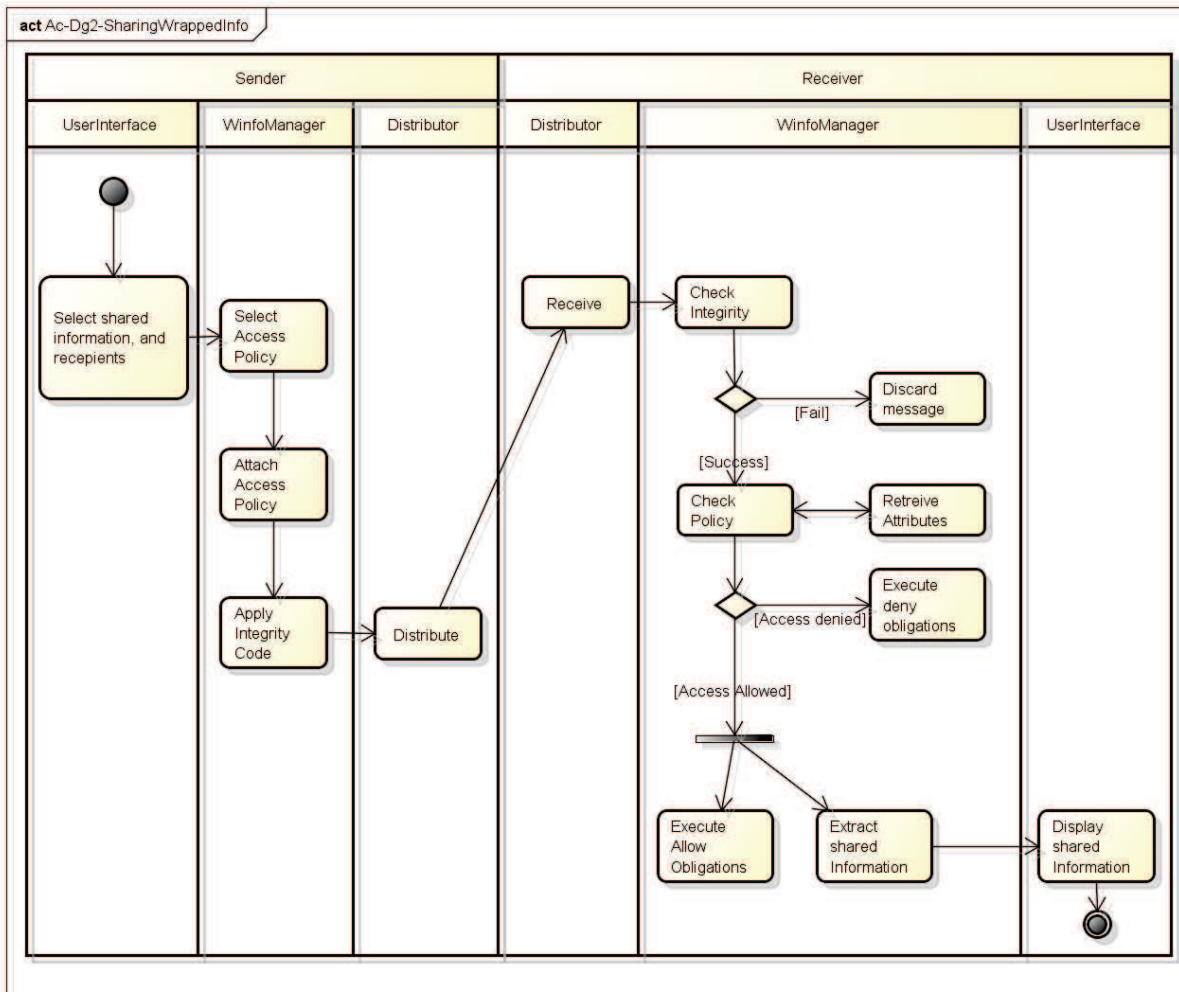 act Ac-Dg2-SharingWrappedInfo
Sender
Receiver
UserInterface
WinfoManager
Distributor
Distributor
WinfoManager
UserInterface
Select shared
information, and
recepients
Select
Access
Policy
Attach
Access
Policy
Apply
Integrity
Code
Distribute
Receive
Check
Integirity
[Fail]
Discard
message
[Success]
Check
Policy
Retreive
Attributes
[Access denied]
Execute
deny
obligations
[Access Allowed]
Execute
Allow
Obligations
Extract
shared
Information
Display
shared
Information